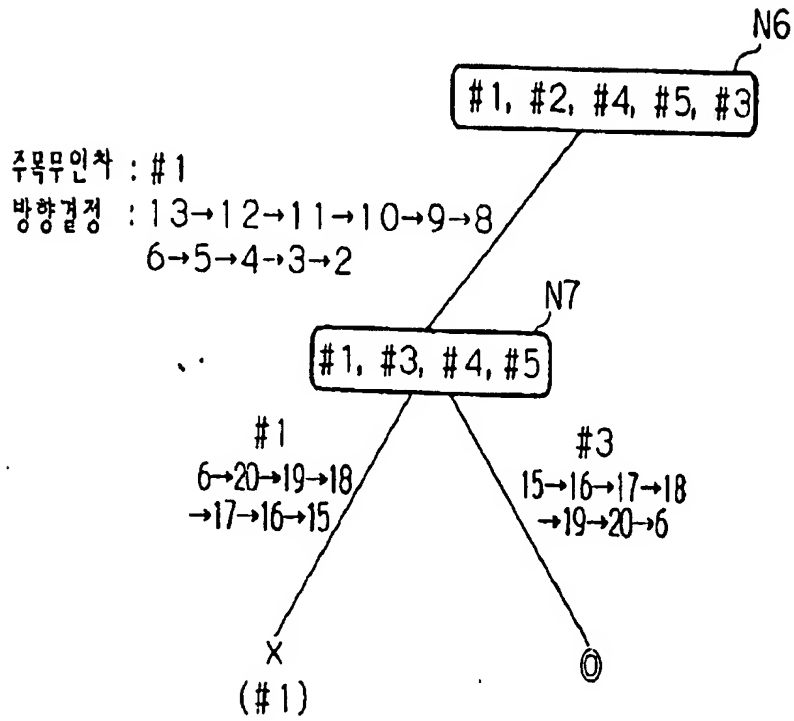 N6
#1, #2, #4, #5, #3
주목무인차 : #1
방향결정 : 13→12→11→10→9→8
6→5→4→3→2
N7
#1, #3, #4, #5
#1
6→20→19→18
→17→16→15
#3
15→16→17→18
→19→20→6
×
(#1)